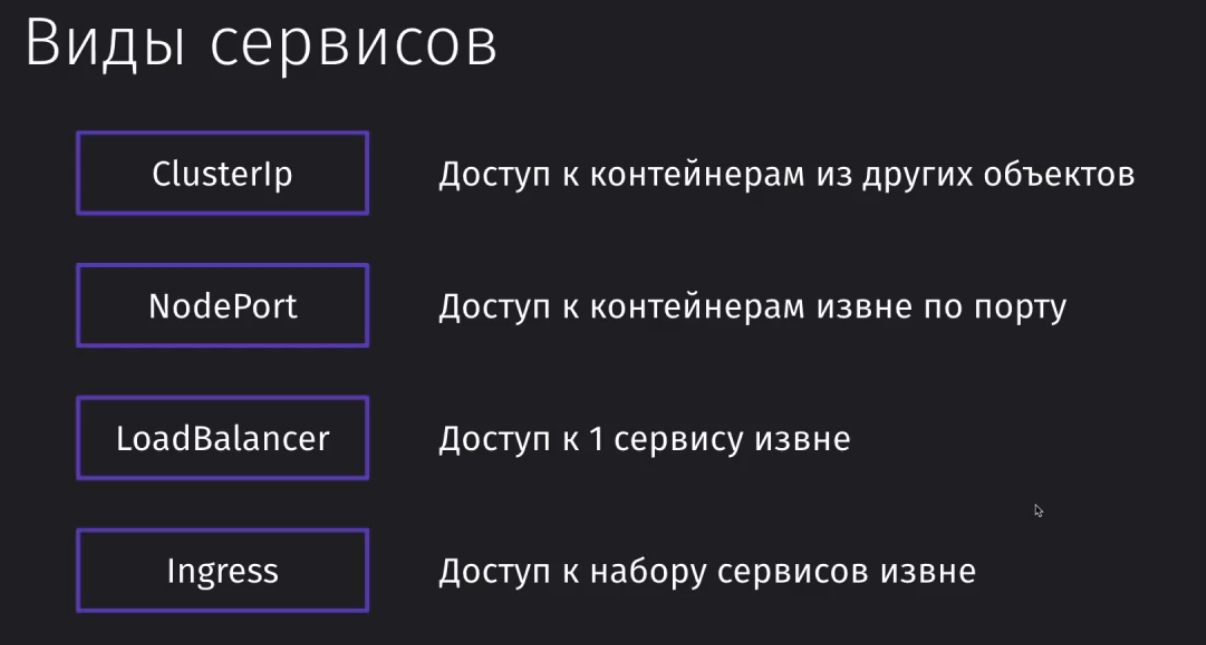 Виды сервисов
ClusterIp
Доступ к контейнерам из других объектов
NodePort
Доступ к контейнерам извне по порту
LoadBalancer
Доступ к 1 сервису извне
Ingress
Доступ к набору сервисов извне